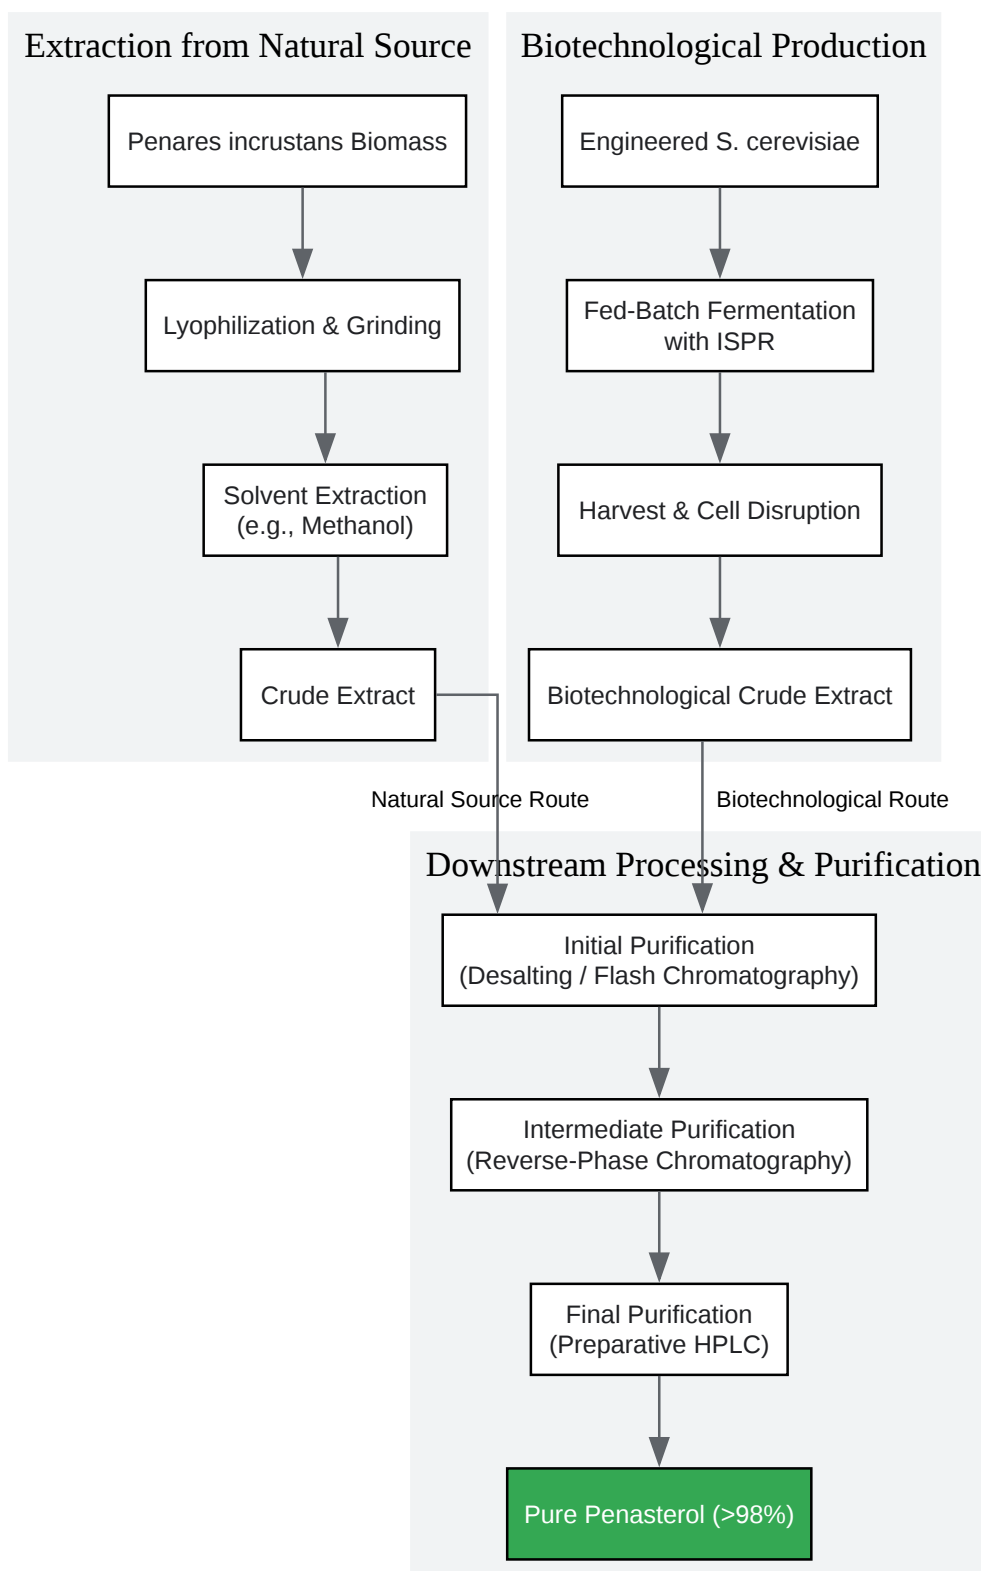 Extraction from Natural Source
Penares incrustans Biomass
Lyophilization & Grinding
Solvent Extraction
(e.g., Methanol)
Crude Extract
Biotechnological Production
Engineered S. cerevisiae
Fed-Batch Fermentation
with ISPR
Harvest & Cell Disruption
Biotechnological Crude Extract
Natural Source Route
Biotechnological Route
Downstream Processing & Purification
Initial Purification
(Desalting / Flash Chromatography)
Intermediate Purification
(Reverse-Phase Chromatography)
Final Purification
(Preparative HPLC)
Pure Penasterol (>98%)